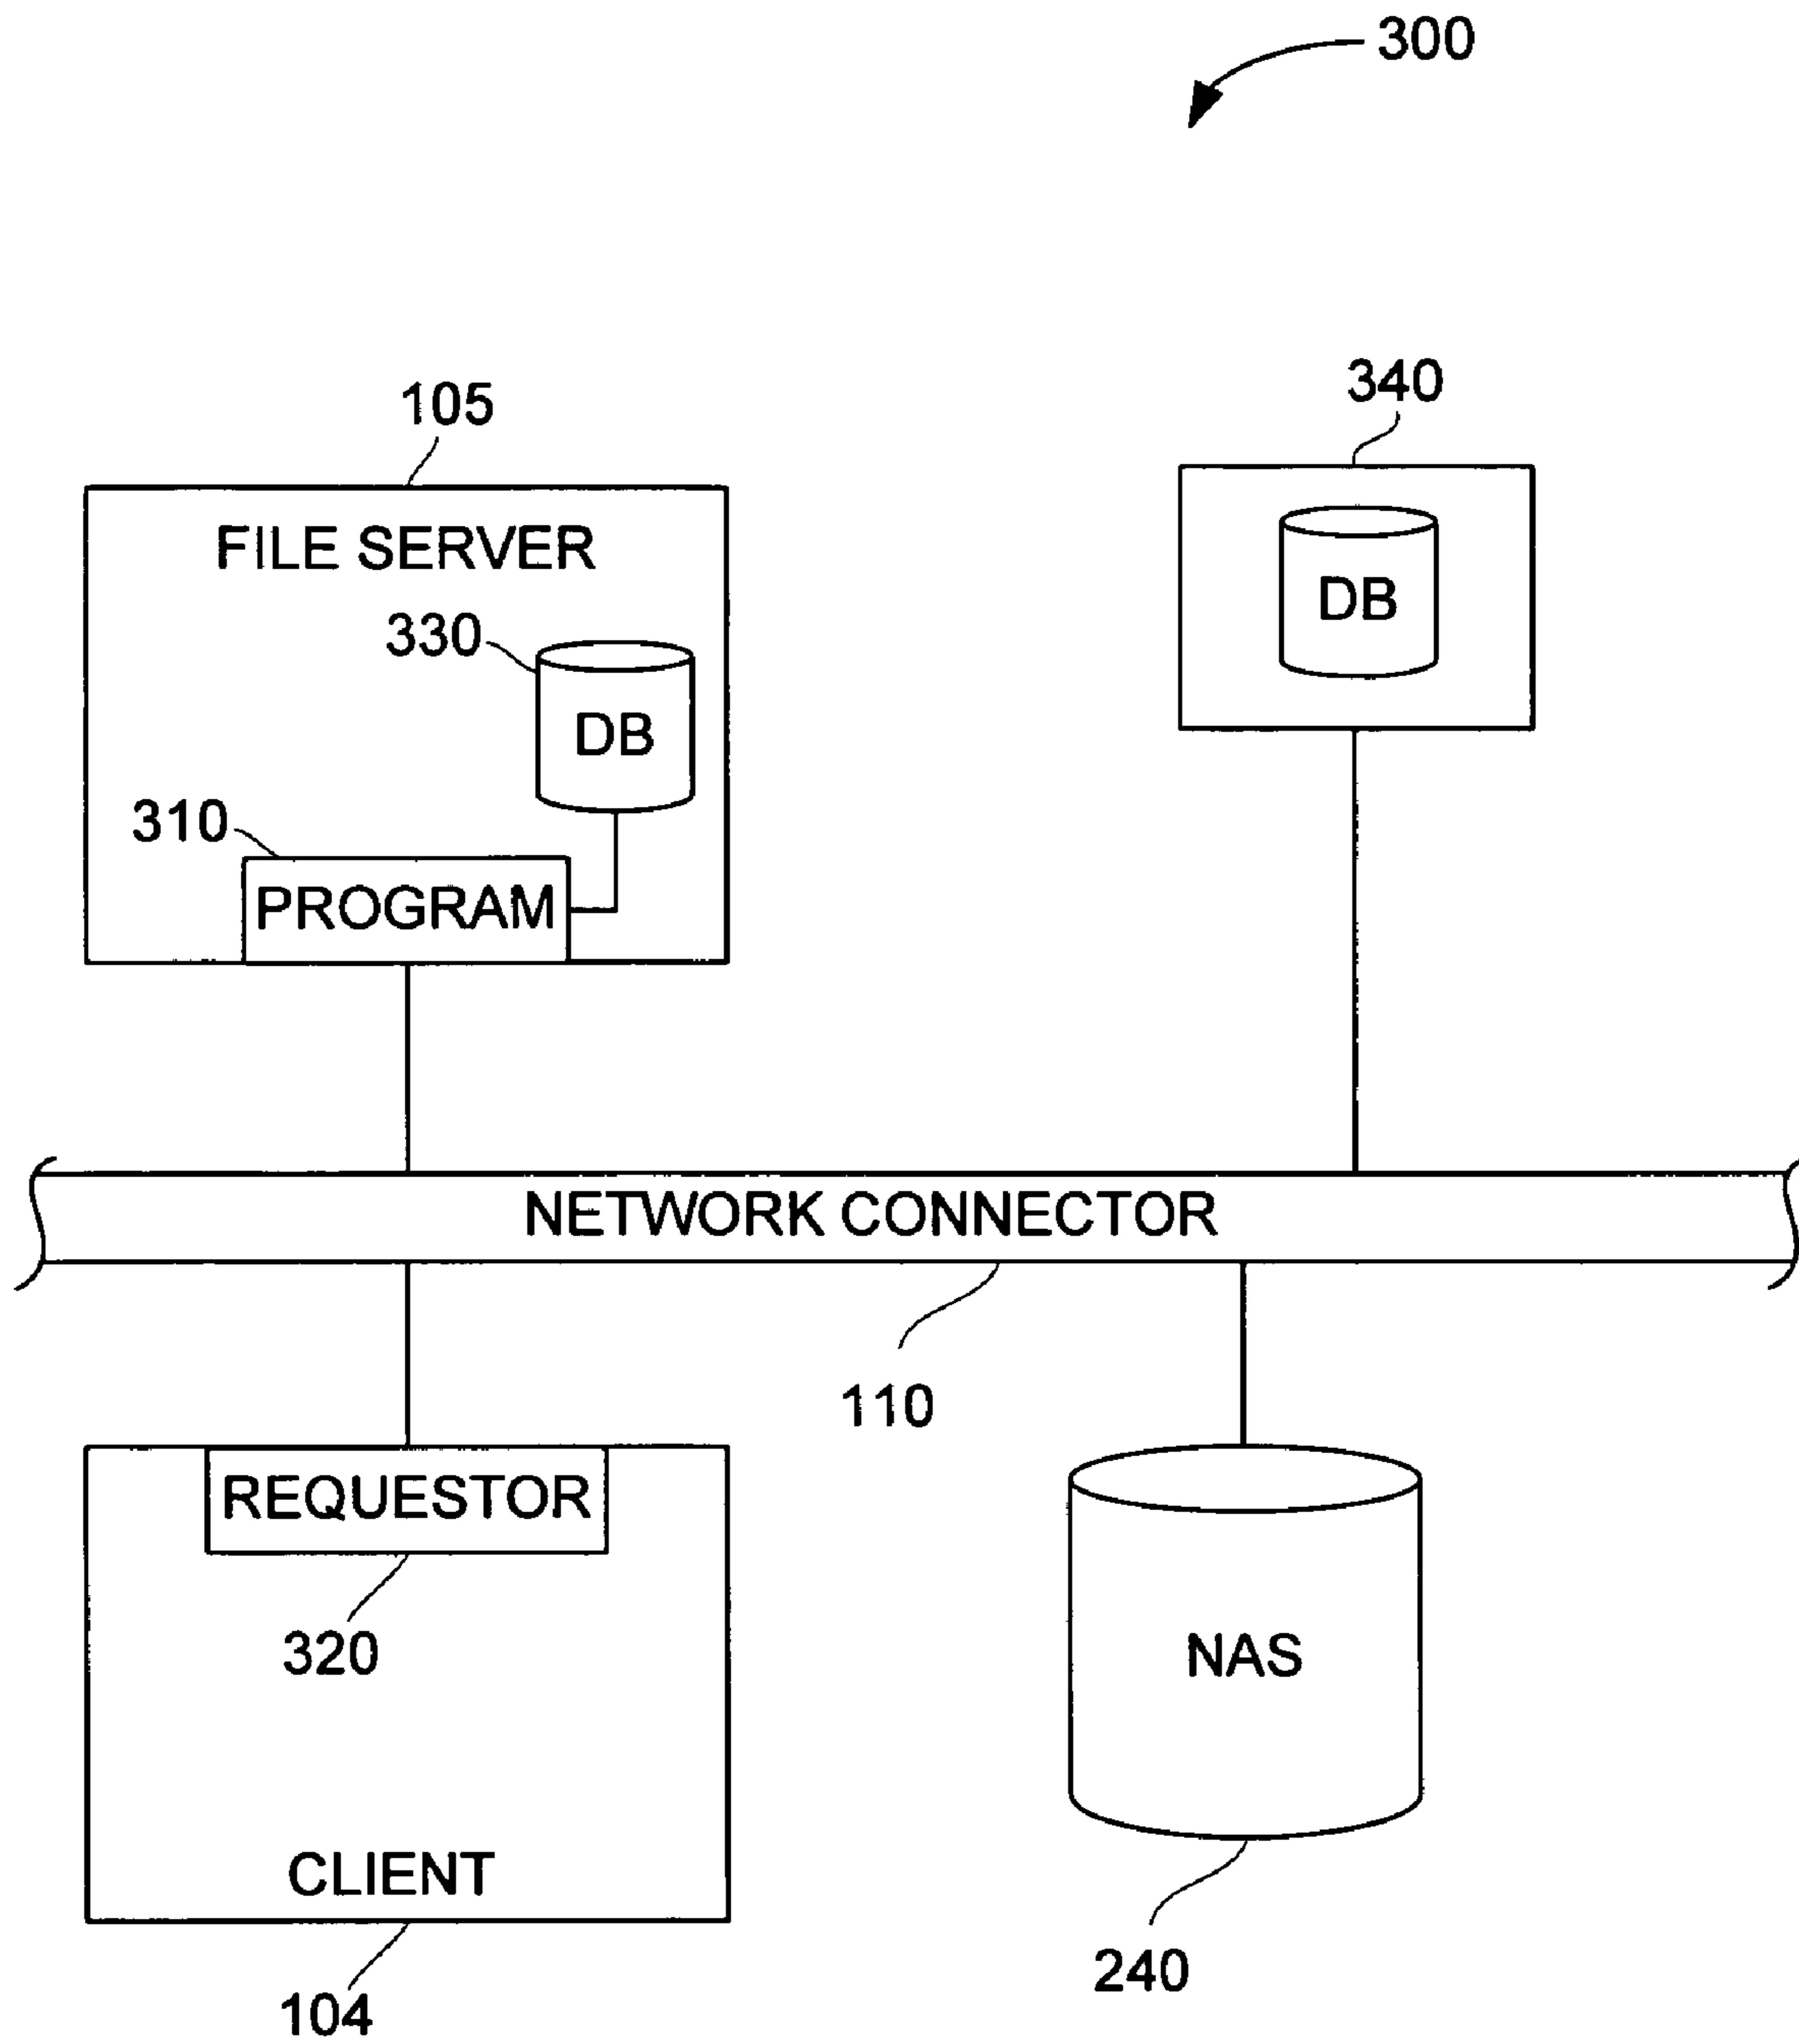 300
340
105
FILE SERVER
330
DB
DB
310
PROGRAM
NETWORK CONNECTOR
110
REQUESTOR
320
NAS
CLIENT
240
104